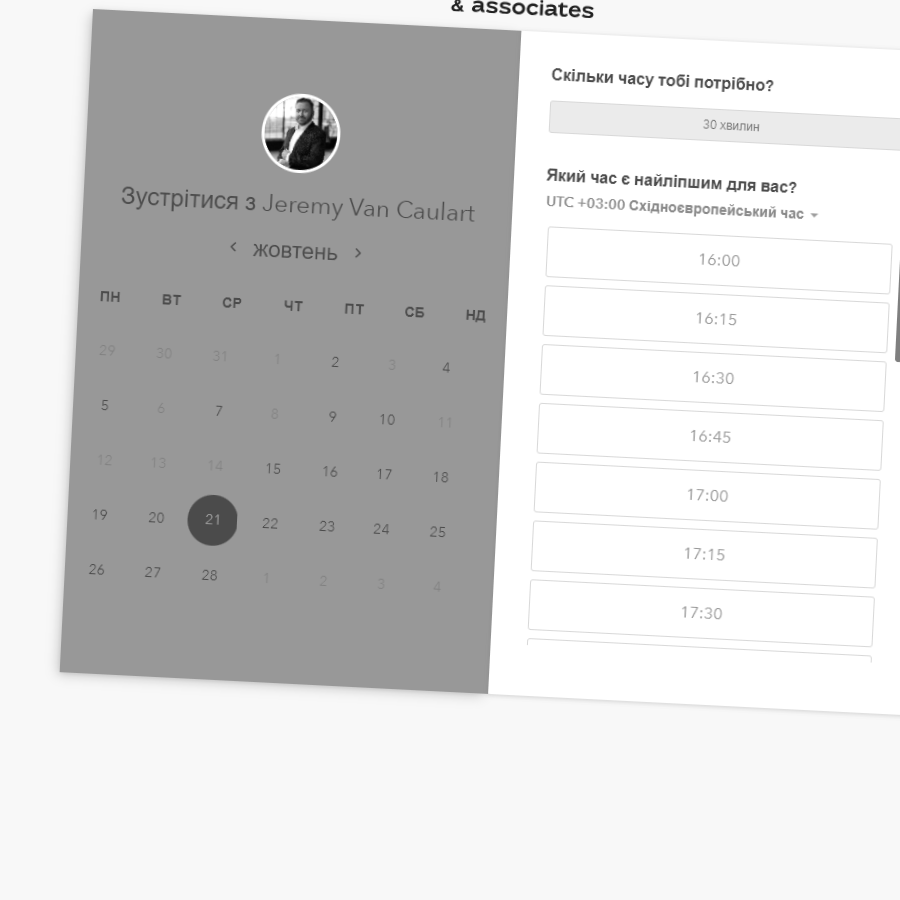 & associates
Зустрітися з Jeremy Van Caulart
жовтень
ПН ВТ СР ЧТ ПТ СБ НД
29 30 31 1 2 3 4
5 6 7 8 9 10 11
12 13 14 15 16 17 18
19 20 21 22 23 24 25
26 27 28 1 2 3 4
Скільки часу тобі потрібно?
30 хвилин
Який час є найліпшим для вас?
UTC +03:00 Східноєвропейський час
16:00
16:15
16:30
16:45
17:00
17:15
17:30